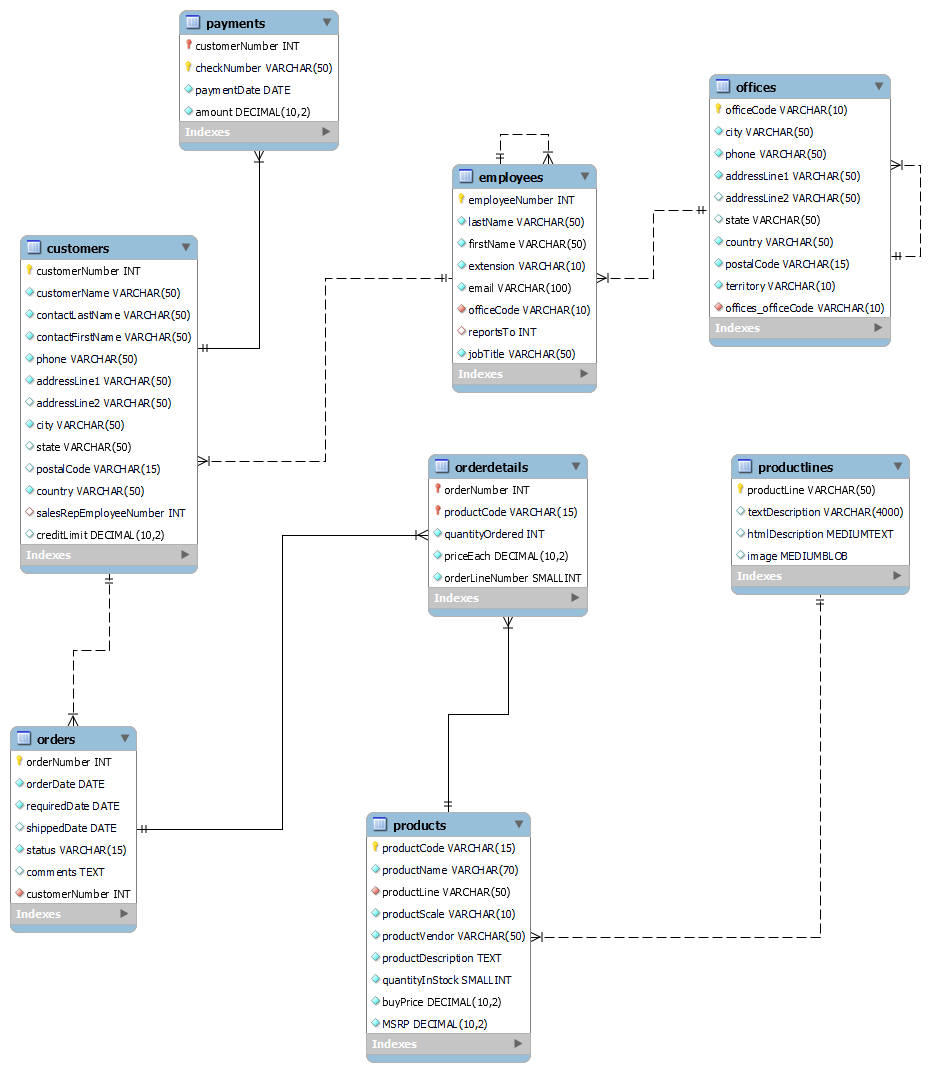 payments
customerNumber INT
checkNumber VARCHAR(50)
paymentDate DATE
amount DECIMAL(10,2)
Indexes
offices
officeCode VARCHAR(10)
city VARCHAR(50)
phone VARCHAR(50)
addressLine1 VARCHAR(50)
addressLine2 VARCHAR(50)
state VARCHAR(50)
country VARCHAR(50)
postalCode VARCHAR(15)
territory VARCHAR(10)
offices_officeCode VARCHAR(10)
Indexes
employees
employeeNumber INT
lastName VARCHAR(50)
firstName VARCHAR(50)
extension VARCHAR(10)
email VARCHAR(100)
officeCode VARCHAR(10)
reportsTo INT
jobTitle VARCHAR(50)
Indexes
customers
customerNumber INT
customerName VARCHAR(50)
contactLastName VARCHAR(50)
contactFirstName VARCHAR(50)
phone VARCHAR(50)
addressLine1 VARCHAR(50)
addressLine2 VARCHAR(50)
city VARCHAR(50)
state VARCHAR(50)
postalCode VARCHAR(15)
country VARCHAR(50)
salesRepEmployeeNumber INT
creditLimit DECIMAL(10,2)
Indexes
orderdetails
orderNumber INT
productCode VARCHAR(15)
quantityOrdered INT
priceEach DECIMAL(10,2)
orderLineNumber SMALLINT
Indexes
productlines
productLine VARCHAR(50)
textDescription VARCHAR(4000)
htmlDescription MEDIUMTEXT
image MEDIUMBLOB
Indexes
orders
orderNumber INT
orderDate DATE
requiredDate DATE
shippedDate DATE
status VARCHAR(15)
comments TEXT
customerNumber INT
Indexes
products
productCode VARCHAR(15)
productName VARCHAR(70)
productLine VARCHAR(50)
productScale VARCHAR(10)
productVendor VARCHAR(50)
productDescription TEXT
quantityInStock SMALLINT
buyPrice DECIMAL(10,2)
MSRP DECIMAL(10,2)
Indexes